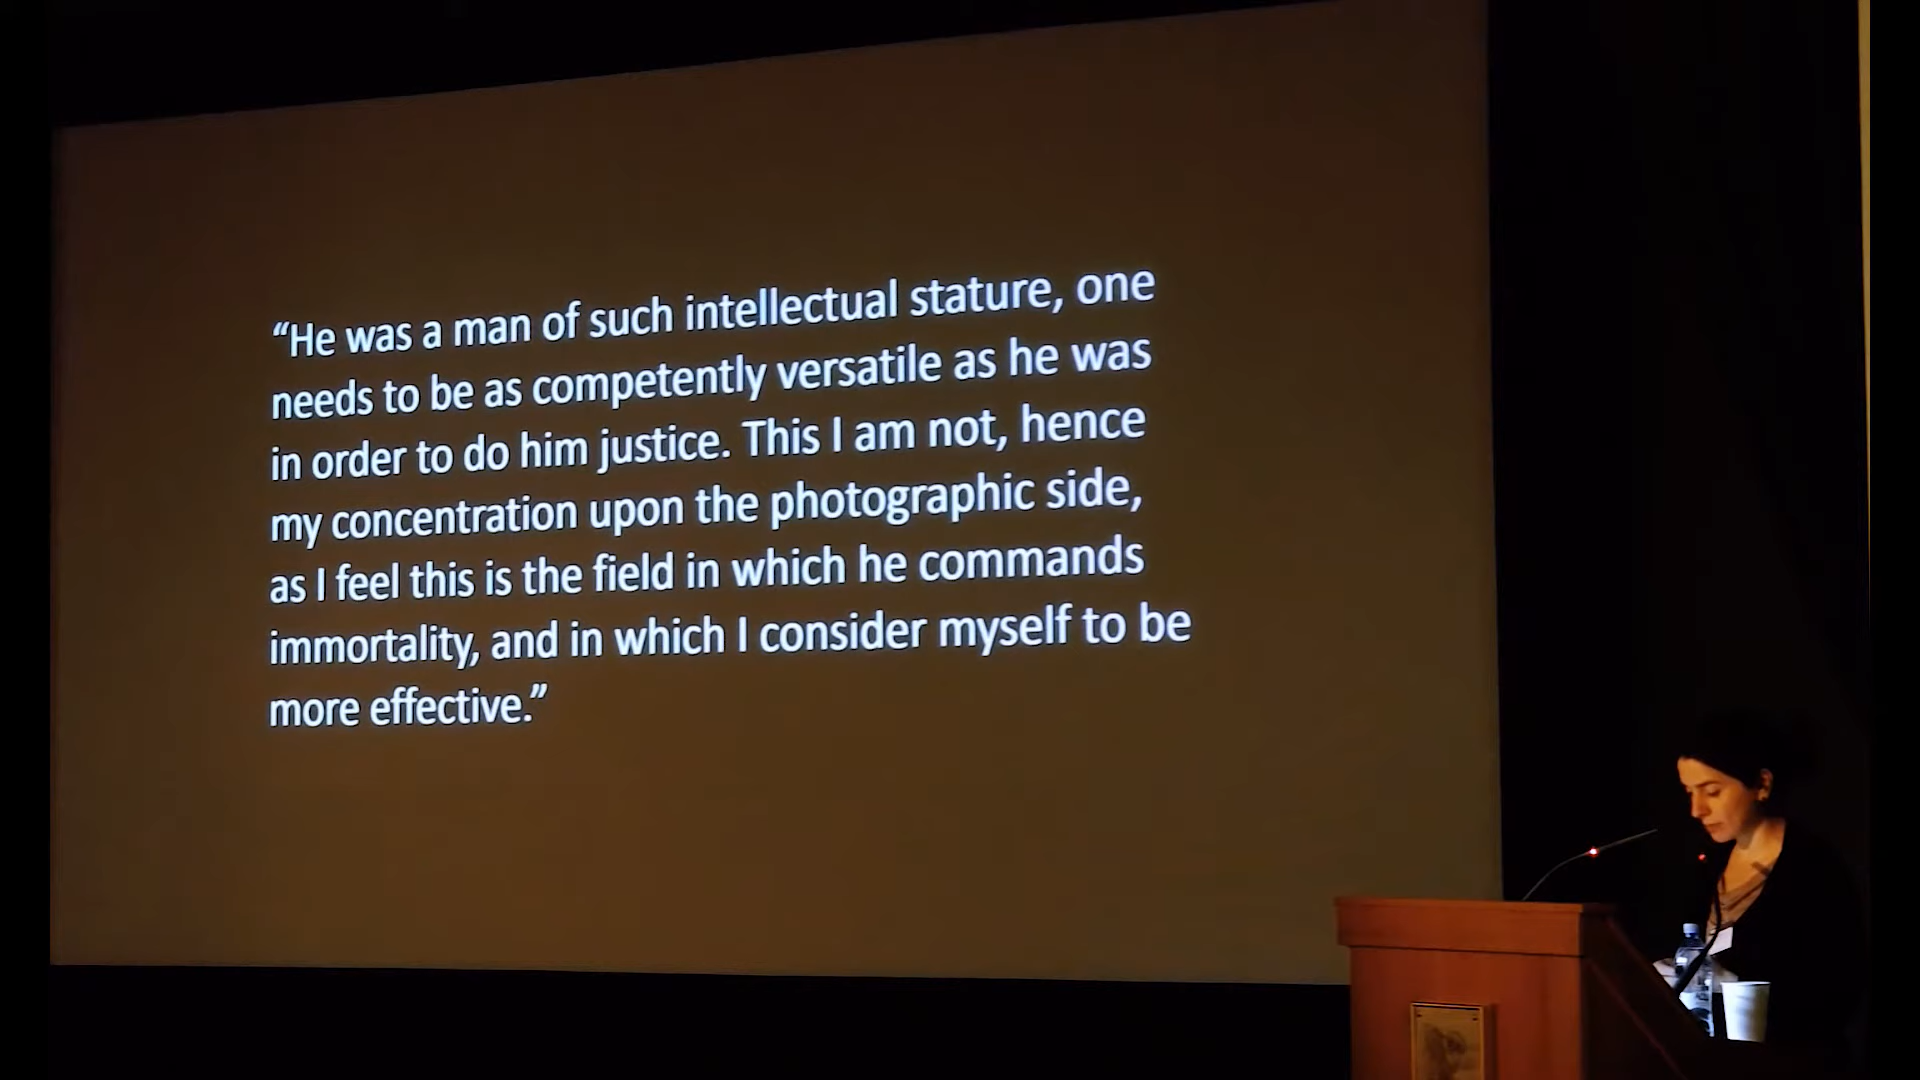 “He was a man of such intellectual stature, one
needs to be as competently versatile as he was
in order to do him justice. This I am not, hence
my concentration upon the photographic side,
as I feel this is the field in which he commands
immortality, and in which I consider myself to be
more effective.”